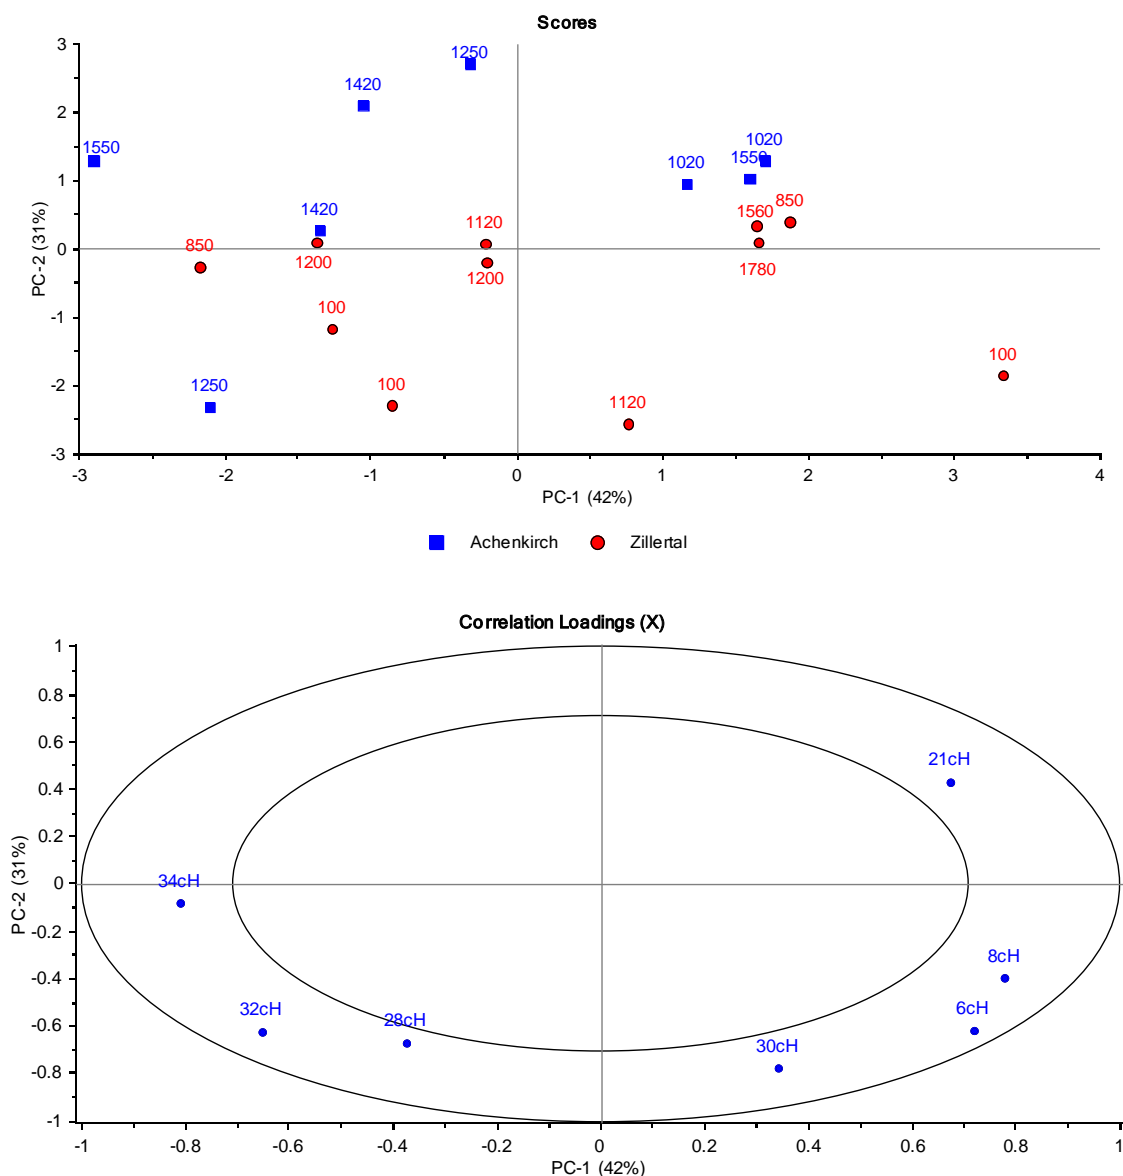 Scores
3
1250
1420
2
1550
1020
1550
1020
1
1420
1120
1560
850
0
850
1200
1200
1780
100
-1
100
1250
100
1120
-2
-3
PC-2 (31%)
-3 -2 -1 0 1 2 3 4
PC-1 (42%)
Achenkirch Zillertal
Correlation Loadings (X)
1
0.8
0.6
21cH
0.4
0.2
34cH
0
-0.2
8cH
-0.4
32cH
28cH
6cH
-0.6
30cH
-0.8
-1
PC-2 (31%)
-1 -0.8 -0.6 -0.4 -0.2 0 0.2 0.4 0.6 0.8 1
PC-1 (42%)